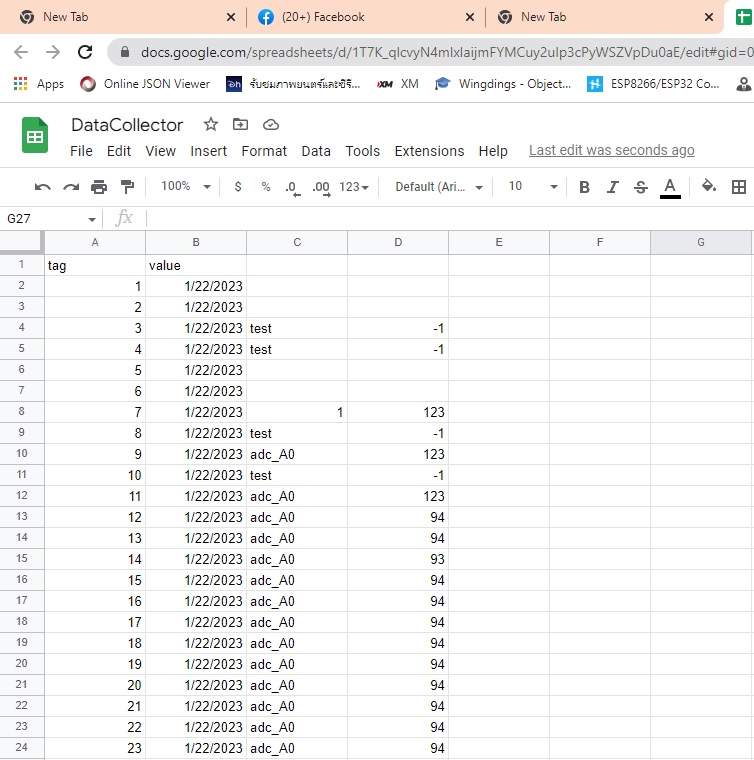 New Tab × (20+) Facebook × New Tab ×
docs.google.com/spreadsheets/d/1T7K_
Apps Online JSON Viewer รับชมภาพยนตร์และซีรี... XM XM Wingdings - Object... ESP8266/ESP32 Co...
DataCollector
File Edit View Insert Format Data Tools Extensions Help Last edit was seconds ago
100% $ % .0 .00 123 Default (Ari... 10 B I S A
G27 fx
A B C D E F G
1 tag value
2 1 1/22/2023
3 2 1/22/2023
4 3 1/22/2023 test -1
5 4 1/22/2023 test -1
6 5 1/22/2023
7 6 1/22/2023
8 7 1/22/2023 1 123
9 8 1/22/2023 test -1
10 9 1/22/2023 adc_A0 123
11 10 1/22/2023 test -1
12 11 1/22/2023 adc_A0 123
13 12 1/22/2023 adc_A0 94
14 13 1/22/2023 adc_A0 94
15 14 1/22/2023 adc_A0 93
16 15 1/22/2023 adc_A0 94
17 16 1/22/2023 adc_A0 94
18 17 1/22/2023 adc_A0 94
19 18 1/22/2023 adc_A0 94
20 19 1/22/2023 adc_A0 94
21 20 1/22/2023 adc_A0 94
22 21 1/22/2023 adc_A0 94
23 22 1/22/2023 adc_A0 94
24 23 1/22/2023 adc_A0 94